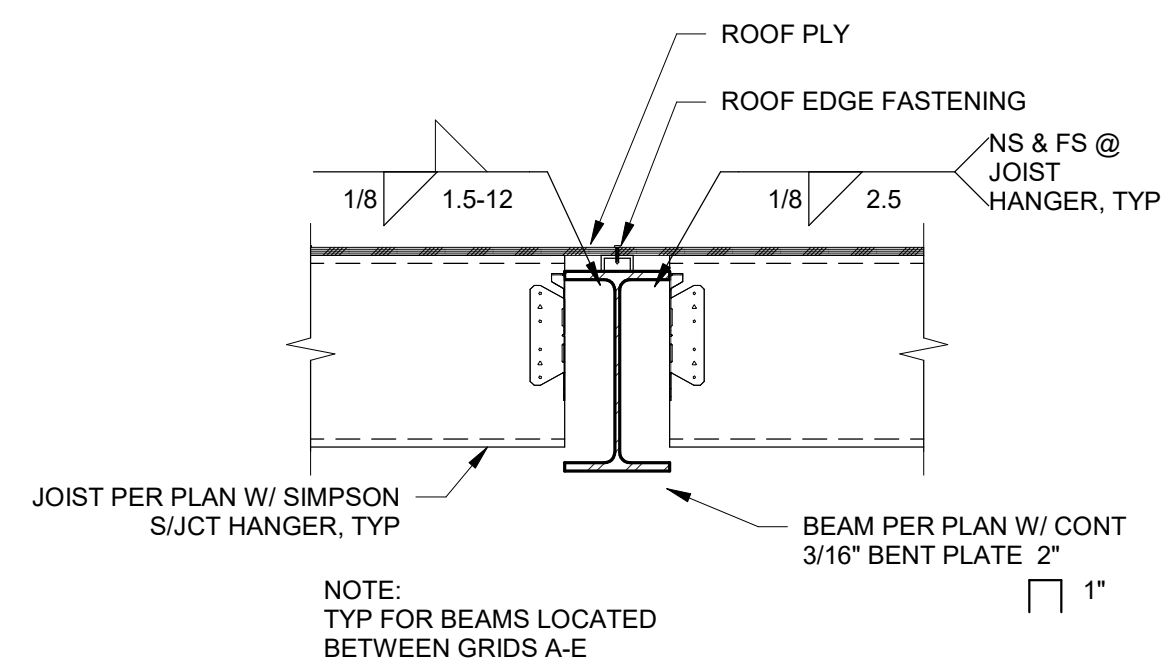 ROOF PLY
ROOF EDGE FASTENING
NS & FS @
JOIST
HANGER, TYP
1/8
1.5-12
1/8
2.5
JOIST PER PLAN W/ SIMPSON
S/JCT HANGER, TYP
BEAM PER PLAN W/ CONT
3/16" BENT PLATE 2"
1"
NOTE:
TYP FOR BEAMS LOCATED
BETWEEN GRIDS A-E